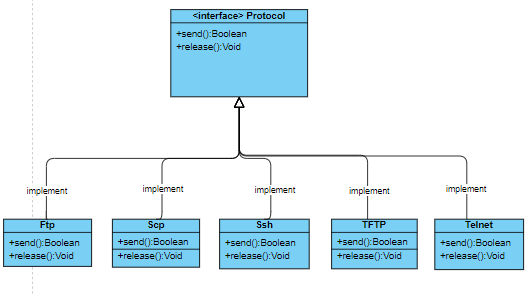 <interface> Protocol
+send():Boolean
+release():Void
implement
implement
implement
implement
implement
Ftp
+send():Boolean
+release():Void
Scp
+send():Boolean
+release():Void
Ssh
+send():Boolean
+release():Void
TFTP
+send():Boolean
+release():Void
Telnet
+send():Boolean
+release():Void